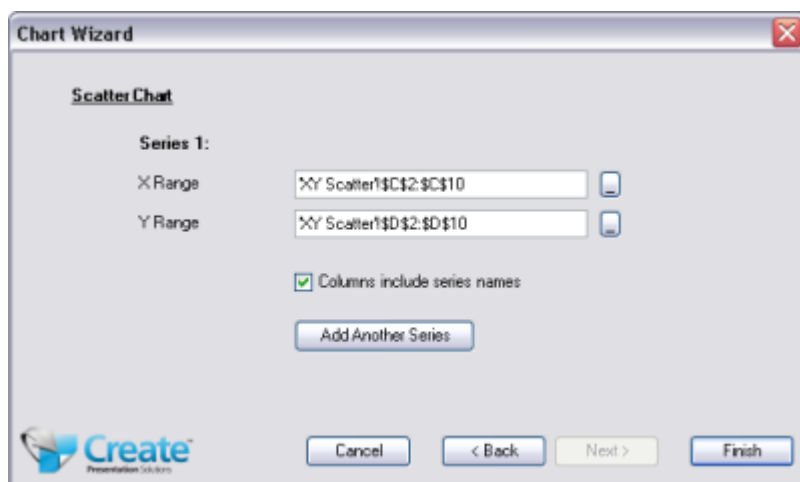 Chart Wizard
Scatter Chart
Series 1:
X Range 'XY Scatter'!$C$2:$C$10
Y Range 'XY Scatter'!$D$2:$D$10
Columns include series names
Add Another Series
Create™
Presentation Solutions
Cancel < Back Next > Finish